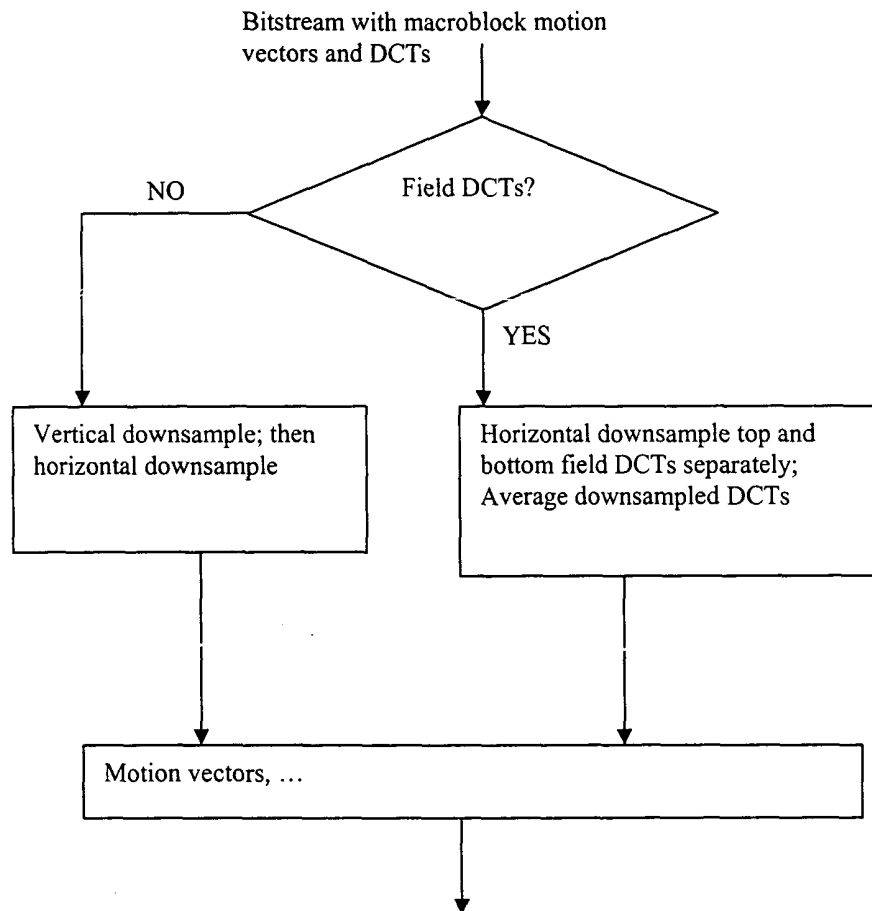 Bitstream with macroblock motion
vectors and DCTs
Field DCTs?
NO
YES
Vertical downsample; then
horizontal downsample
Horizontal downsample top and
bottom field DCTs separately;
Average downsampled DCTs
Motion vectors, …